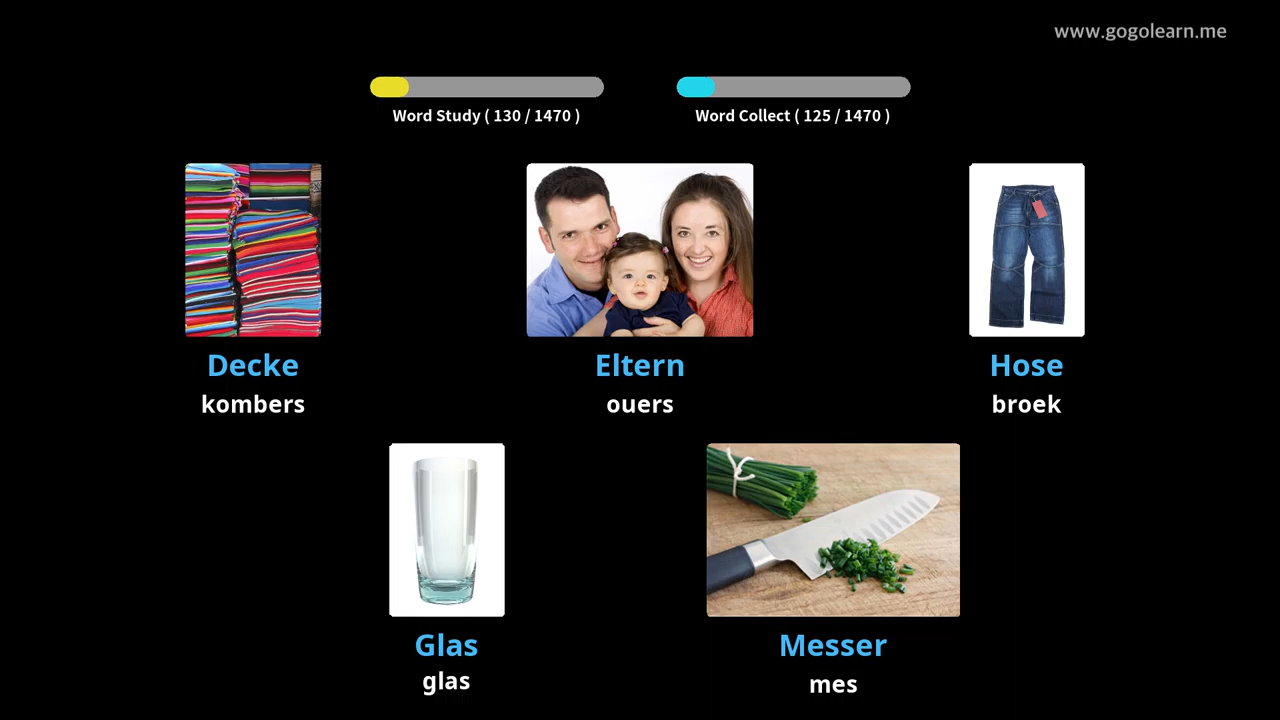 www.gogolearn.me
Word Study ( 130 / 1470 )
Word Collect ( 125 / 1470 )
Decke
kombers
Eltern
ouers
Hose
broek
Glas
glas
Messer
mes